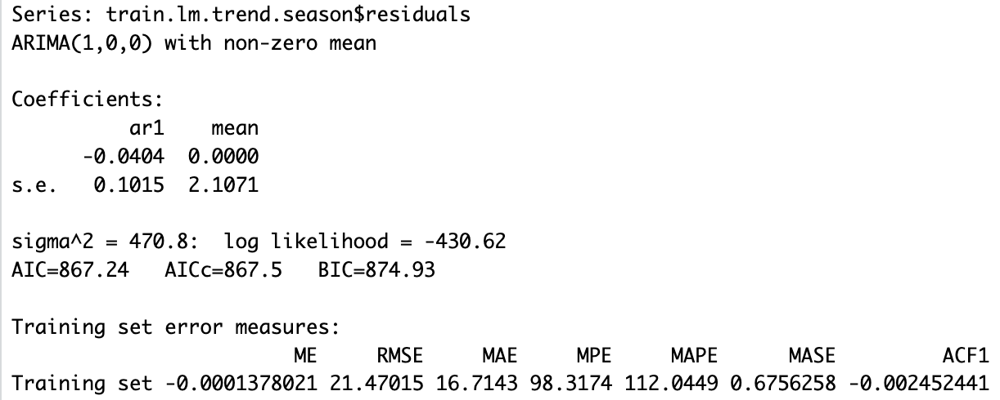 Series: train.lm.trend.season$residuals
ARIMA(1,0,0) with non-zero mean
Coefficients:
ar1 mean
-0.0404 0.0000
s.e. 0.1015 2.1071
sigma^2 = 470.8: log likelihood = -430.62
AIC=867.24 AICc=867.5 BIC=874.93
Training set error measures:
ME RMSE MAE MPE MAPE MASE ACF1
Training set -0.0001378021 21.47015 16.7143 98.3174 112.0449 0.6756258 -0.002452441